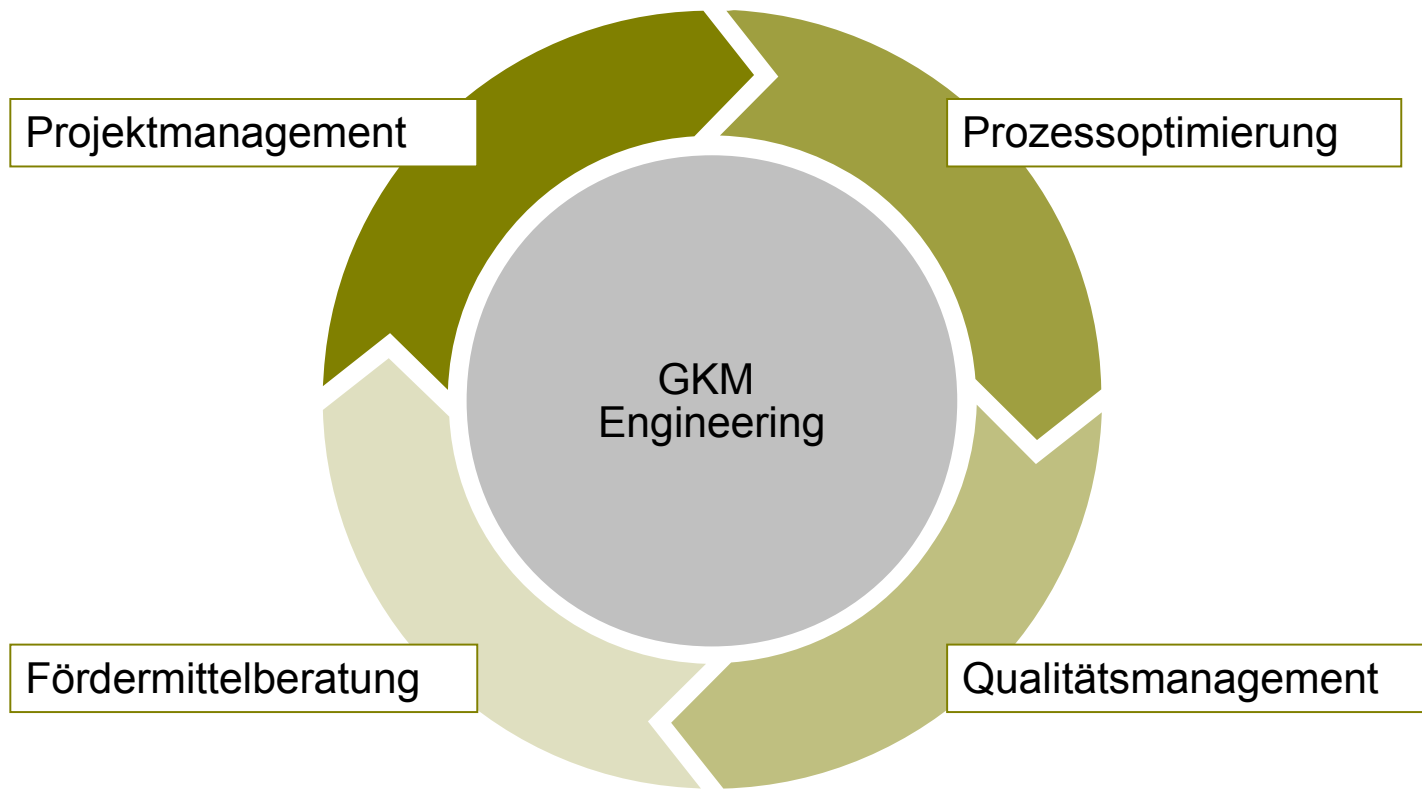 Projektmanagement
Prozessoptimierung
GKM
Engineering
Fördermittelberatung
Qualitätsmanagement